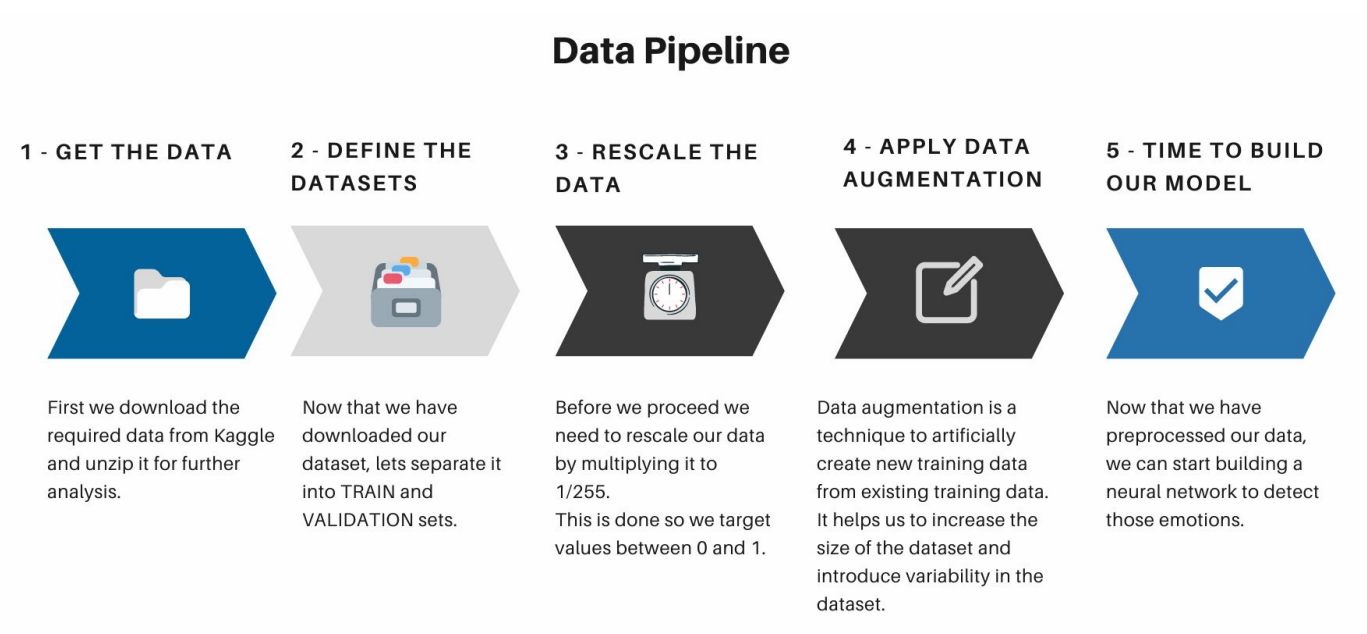 Data Pipeline
1 - GET THE DATA
First we download the
required data from Kaggle
and unzip it for further
analysis.
2 - DEFINE THE
DATASETS
Now that we have
downloaded our
dataset, lets separate it
into TRAIN and
VALIDATION sets.
3 - RESCALE THE
DATA
Before we proceed we
need to rescale our data
by multiplying it to
1/255.
This is done so we target
values between 0 and 1.
4 - APPLY DATA
AUGMENTATION
Data augmentation is a
technique to artificially
create new training data
from existing training data.
It helps us to increase the
size of the dataset and
introduce variability in the
dataset.
5 - TIME TO BUILD
OUR MODEL
Now that we have
preprocessed our data,
we can start building a
neural network to detect
those emotions.